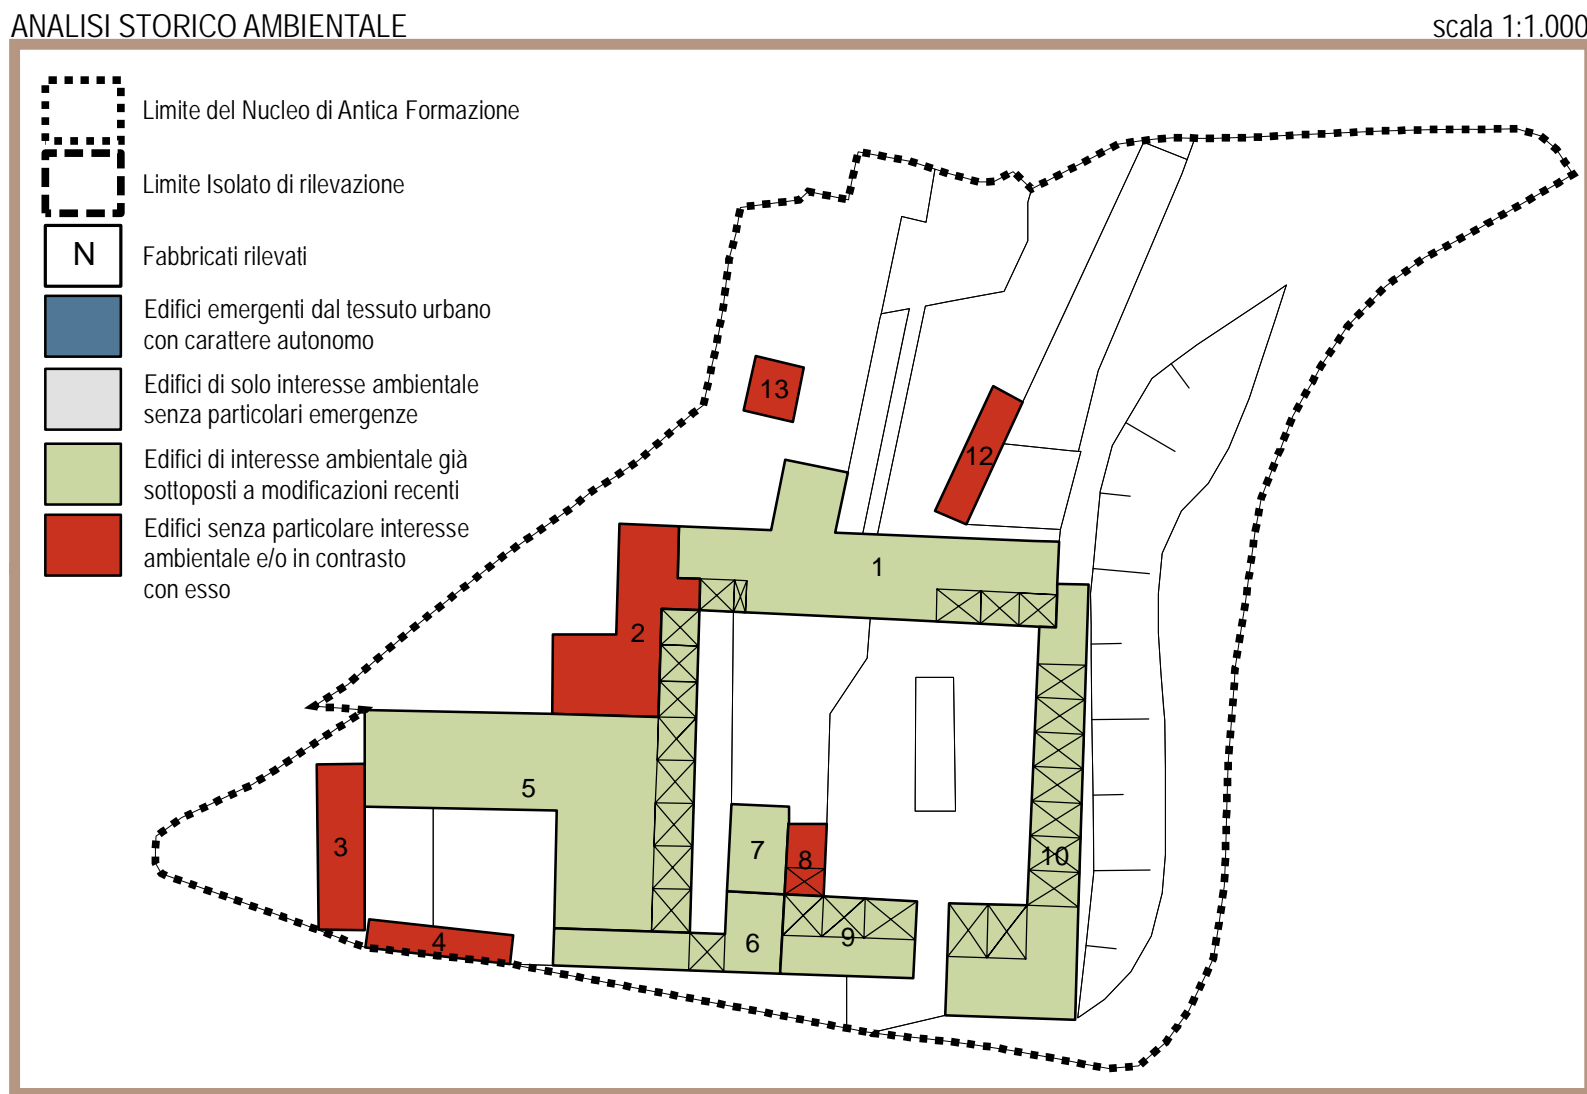 ANALISI STORICO AMBIENTALE
scala 1:1.000
Limite del Nucleo di Antica Formazione
Limite Isolato di rilevazione
N
Fabbricati rilevati
Edifici emergenti dal tessuto urbano
con carattere autonomo
Edifici di solo interesse ambientale
senza particolari emergenze
Edifici di interesse ambientale già
sottoposti a modificazioni recenti
Edifici senza particolare interesse
ambientale e/o in contrasto
con esso
13
12
1
2
5
3
7
8
10
4
6
9